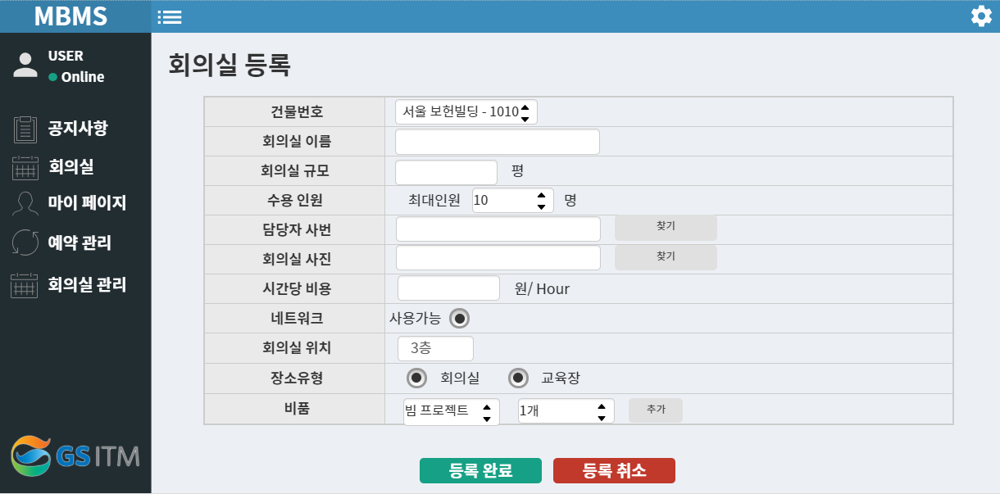 MBMS
USER
Online
공지사항
회의실
마이 페이지
예약 관리
회의실 관리
GS ITM
회의실 등록
건물번호 서울 보헌빌딩 - 1010
회의실 이름
회의실 규모 평
수용 인원 최대인원 10 명
담당자 사번 찾기
회의실 사진 찾기
시간당 비용 원/ Hour
네트워크 사용가능
회의실 위치 3층
장소유형 회의실 교육장
비품 빔 프로젝트 1개 추가
등록 완료 등록 취소